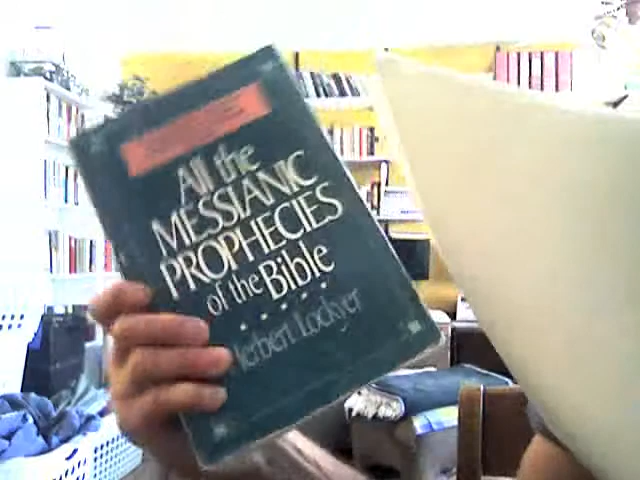 All the
MESSIANIC
PROPHECIES
of the Bible
Herbert Lockyer